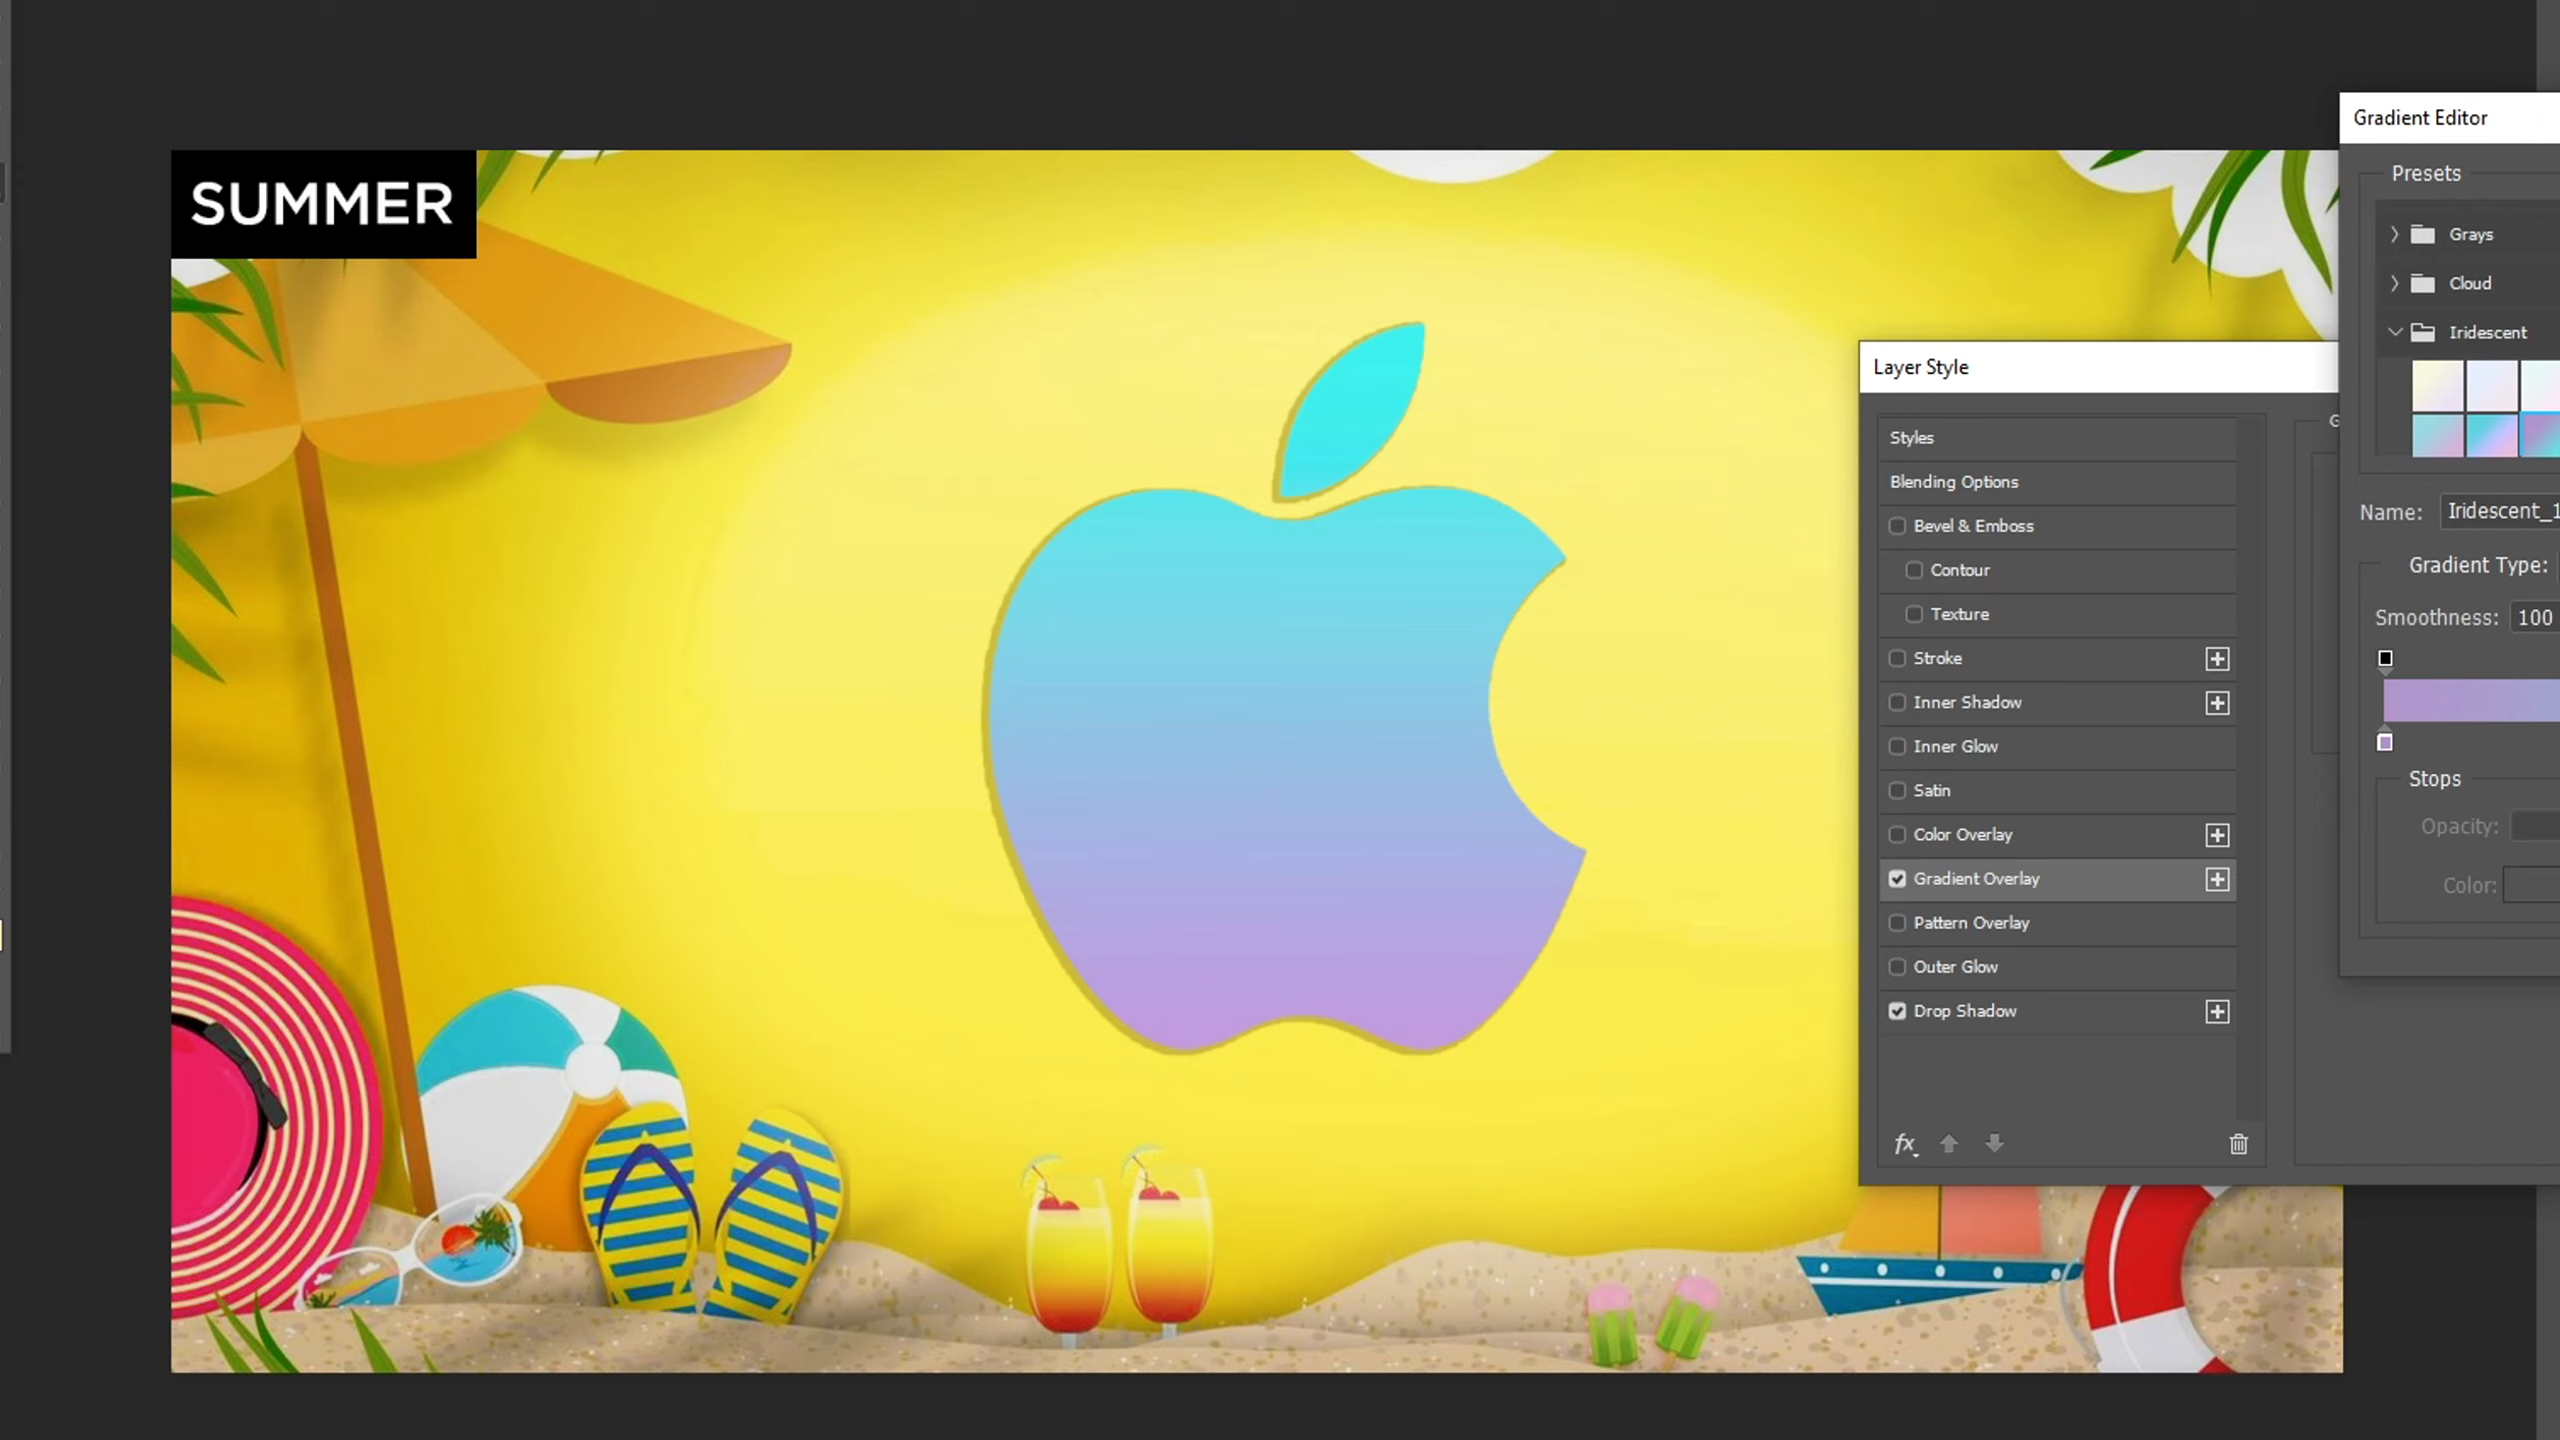 SUMMER
Gradient Editor
Presets
Grays
Cloud
Iridescent
Layer Style
Styles
Blending Options
Bevel & Emboss
Contour
Texture
Stroke
Inner Shadow
Inner Glow
Satin
Color Overlay
Gradient Overlay
Pattern Overlay
Outer Glow
Drop Shadow
fx
G
Name: Iridescent_1
Gradient Type:
Smoothness: 100
Stops
Opacity:
Color: